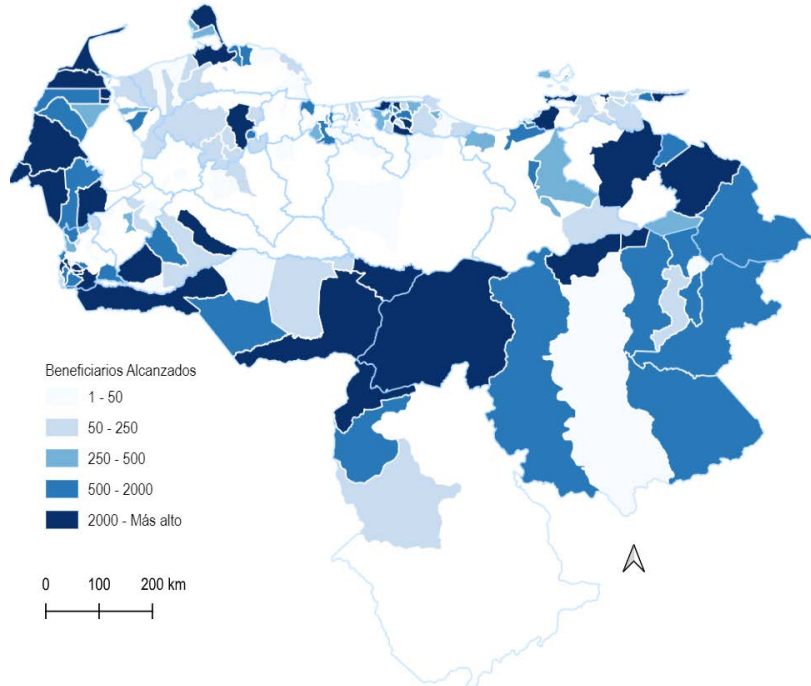 Beneficiarios Alcanzados
1 - 50
50 - 250
250 - 500
500 - 2000
2000 - Más alto
0 100 200 km